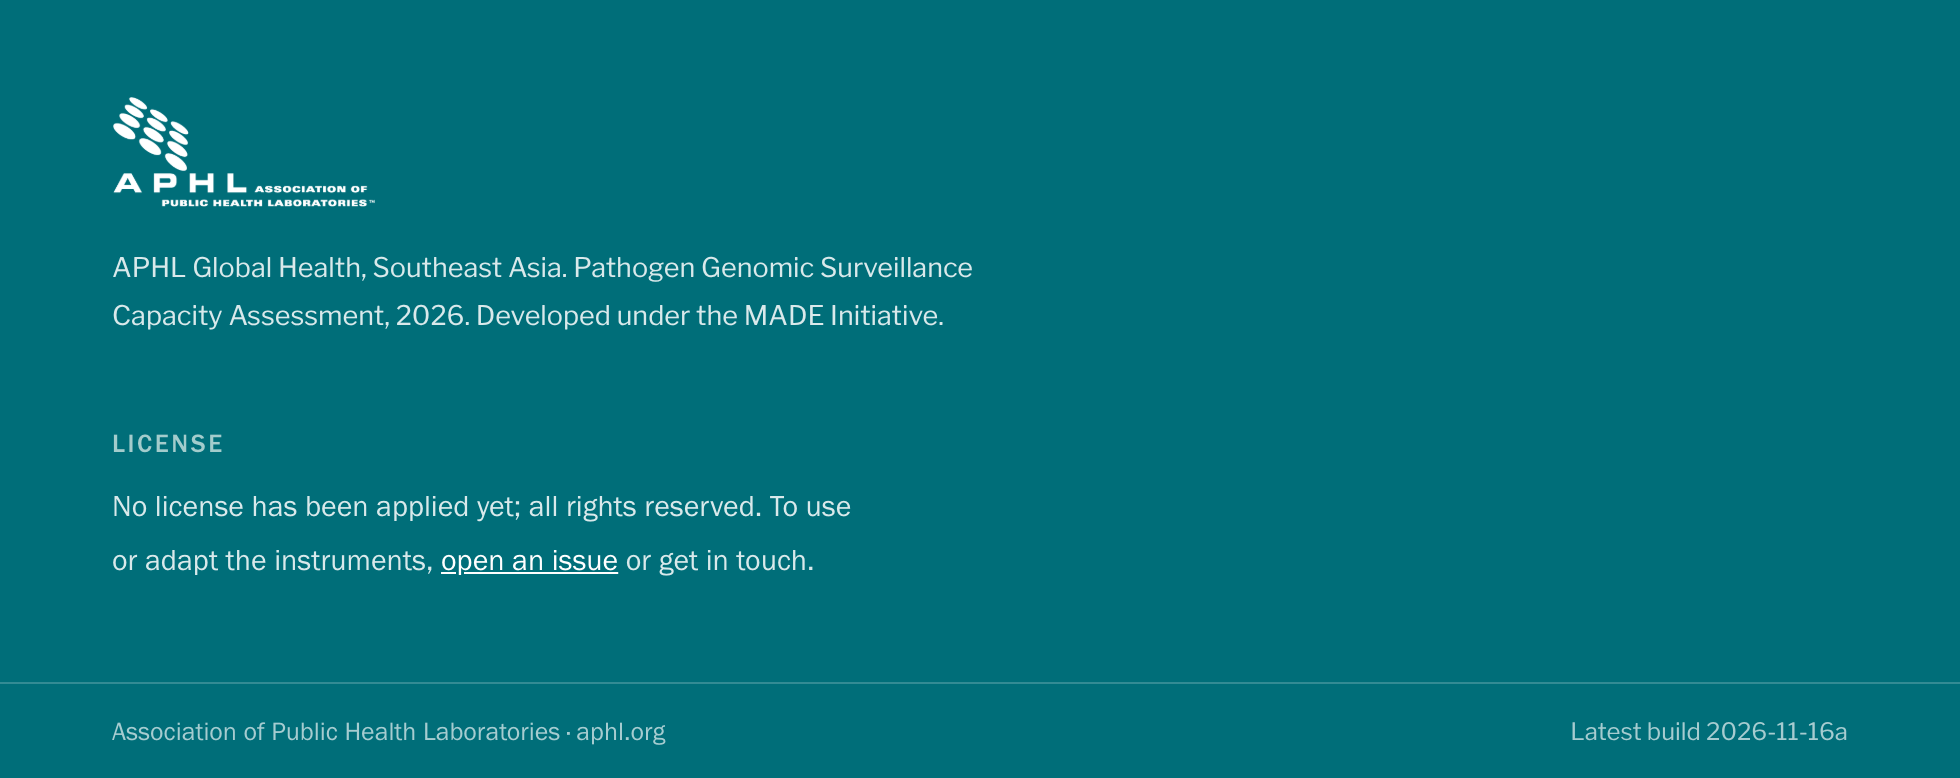 APHL ASSOCIATION OF
PUBLIC HEALTH LABORATORIES™
APHL Global Health, Southeast Asia. Pathogen Genomic Surveillance
Capacity Assessment, 2026. Developed under the MADE Initiative.
LICENSE
No license has been applied yet; all rights reserved. To use
or adapt the instruments, open an issue or get in touch.
Association of Public Health Laboratories · aphl.org
Latest build 2026-11-16a